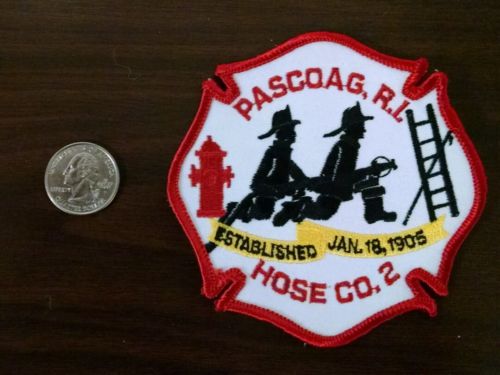 PASCOAG, R.I.
ESTABLISHED JAN. 18, 1905
HOSE CO. 2